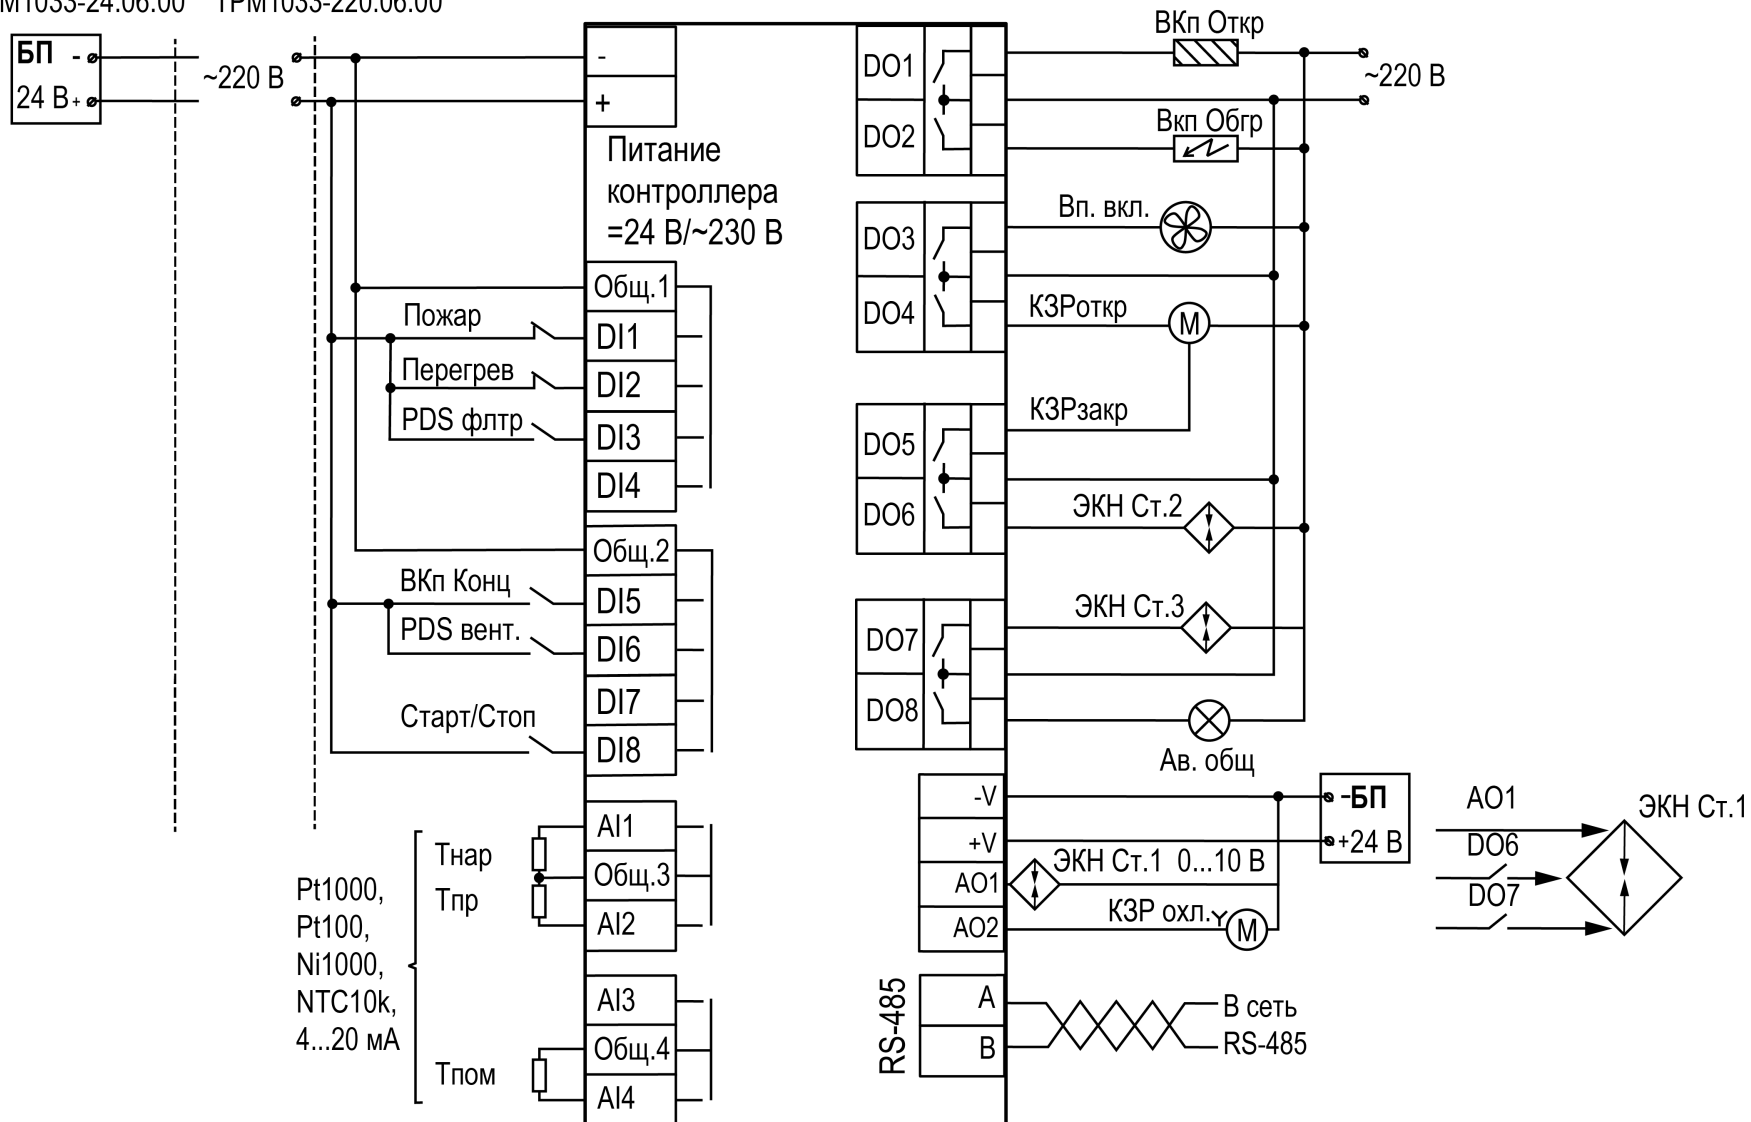 М1033-24.06.00 ТРМ1033-220.06.00
БП -
24 В +
~220 В
-
+
Питание
контроллера
=24 В/~230 В
Общ.1
Пожар
DI1
Перегрев
DI2
PDS флтр
DI3
DI4
Общ.2
ВКп Конц
DI5
PDS вент.
DI6
DI7
Старт/Стоп
DI8
AI1
Тнар
Общ.3
Тпр
AI2
Pt1000,
Pt100,
Ni1000,
NTC10k,
4...20 мА
AI3
Общ.4
Тпом
AI4
DO1
DO2
ВКп Откр
~220 В
Вкп Обгр
DO3
DO4
Вп. вкл.
КЗРоткр
М
КЗРзакр
DO5
DO6
ЭКН Ст.2
DO7
DO8
ЭКН Ст.3
Ав. общ
-V
+V
AO1
AO2
-БП
+24 В
ЭКН Ст.1 0...10 В
КЗР охл.
М
AO1
DO6
DO7
ЭКН Ст.1
RS-485
A
B
В сеть
RS-485